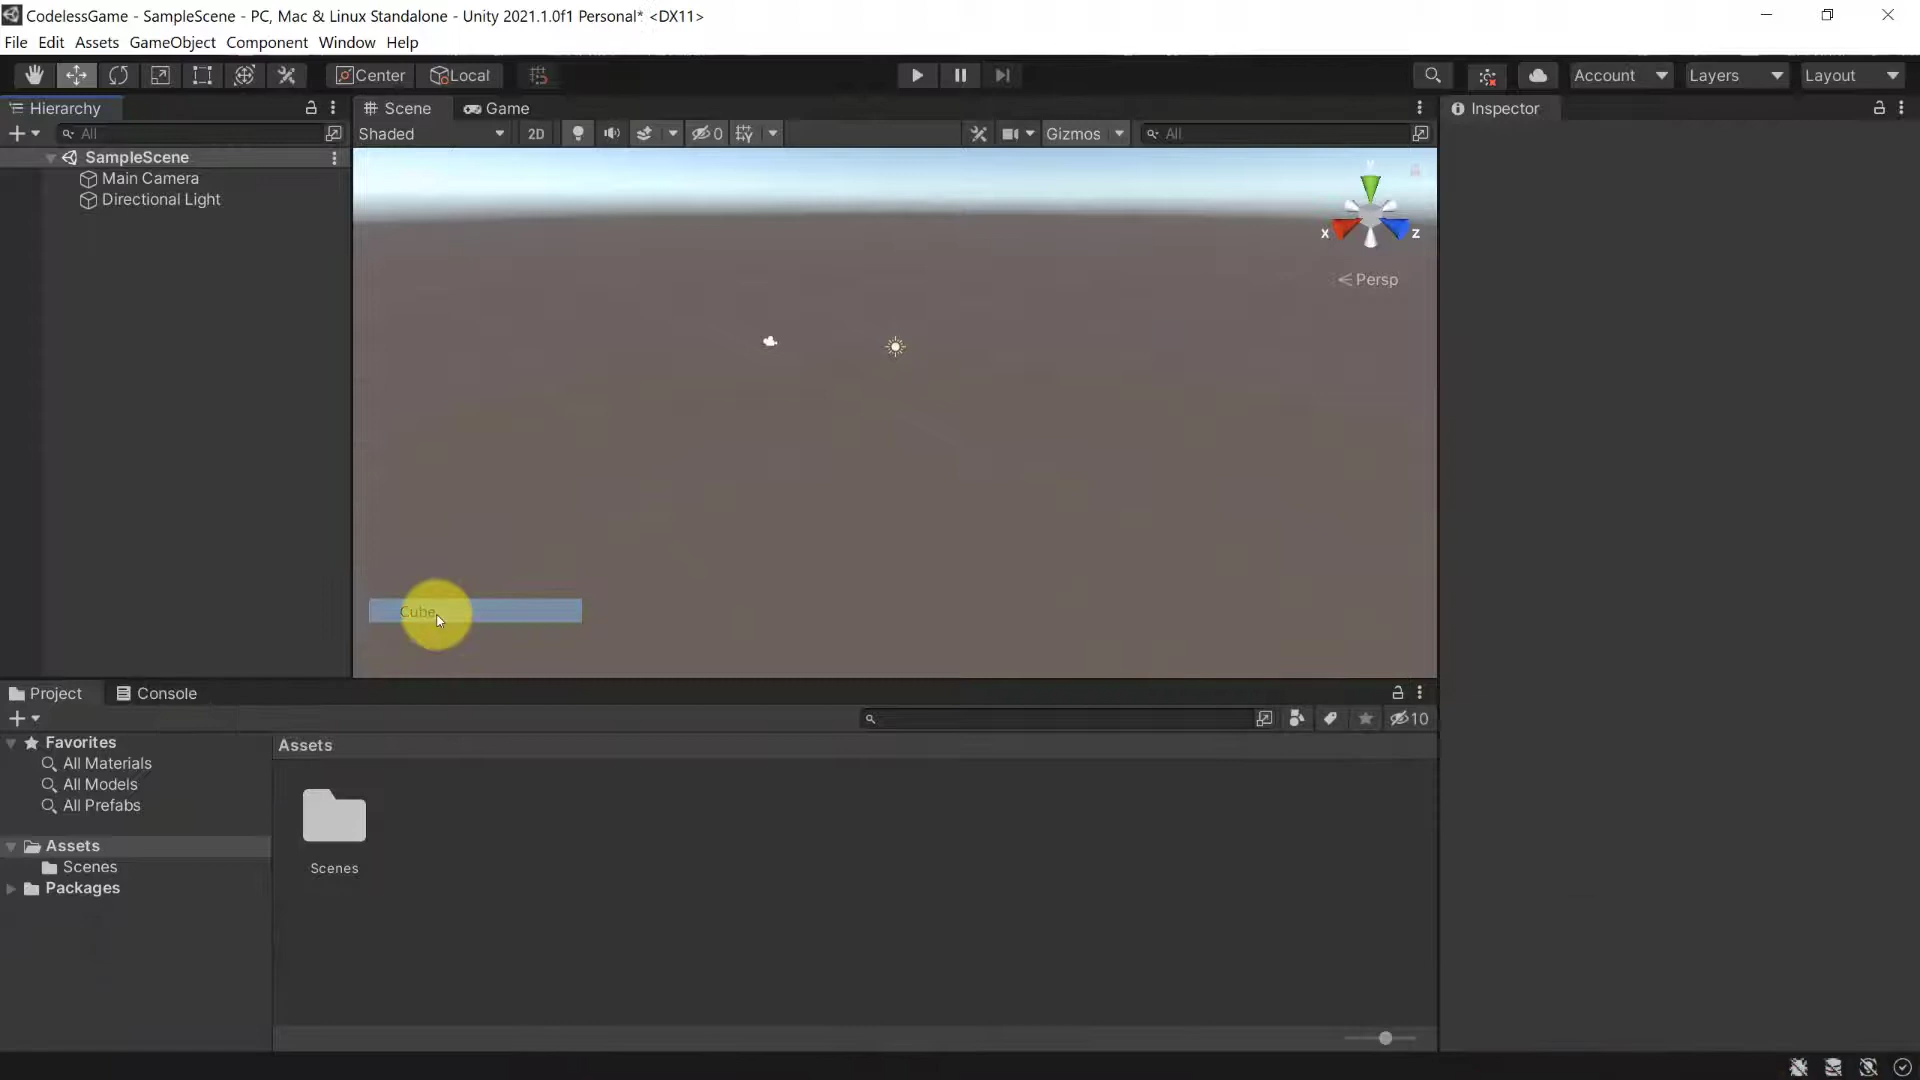 CodelessGame - SampleScene - PC, Mac & Linux Standalone - Unity 2021.1.0f1 Personal* <DX11>
File Edit Assets GameObject Component Window Help
Center Local Account Layers Layout
Hierarchy
All
SampleScene
Main Camera
Directional Light
Scene Game
Shaded 2D 0 Gizmos All
y
x z
Persp
Cube
Inspector
Project Console
10
Favorites
All Materials
All Models
All Prefabs
Assets
Scenes
Packages
Assets
Scenes